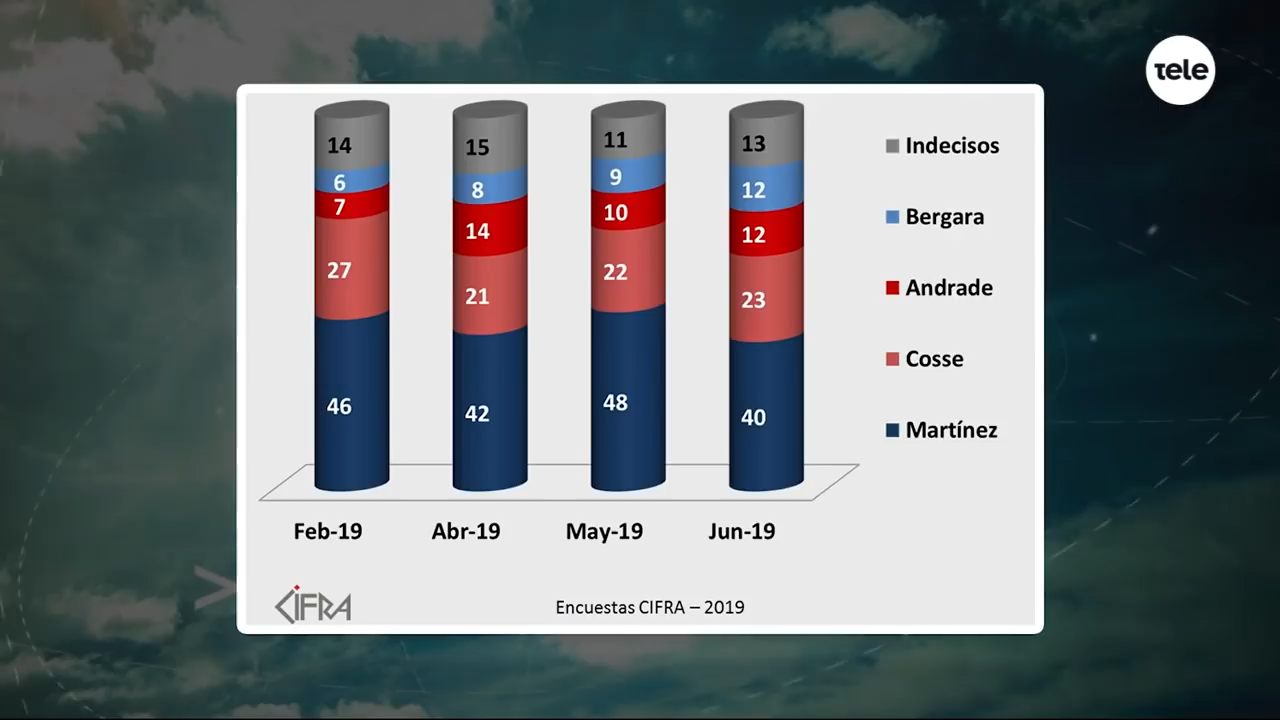 tele
14
15
11
13
Indecisos
6
8
9
12
Bergara
7
14
10
12
Andrade
27
21
22
23
Cosse
46
42
48
40
Martínez
Feb-19
Abr-19
May-19
Jun-19
CIFRA
Encuestas CIFRA – 2019